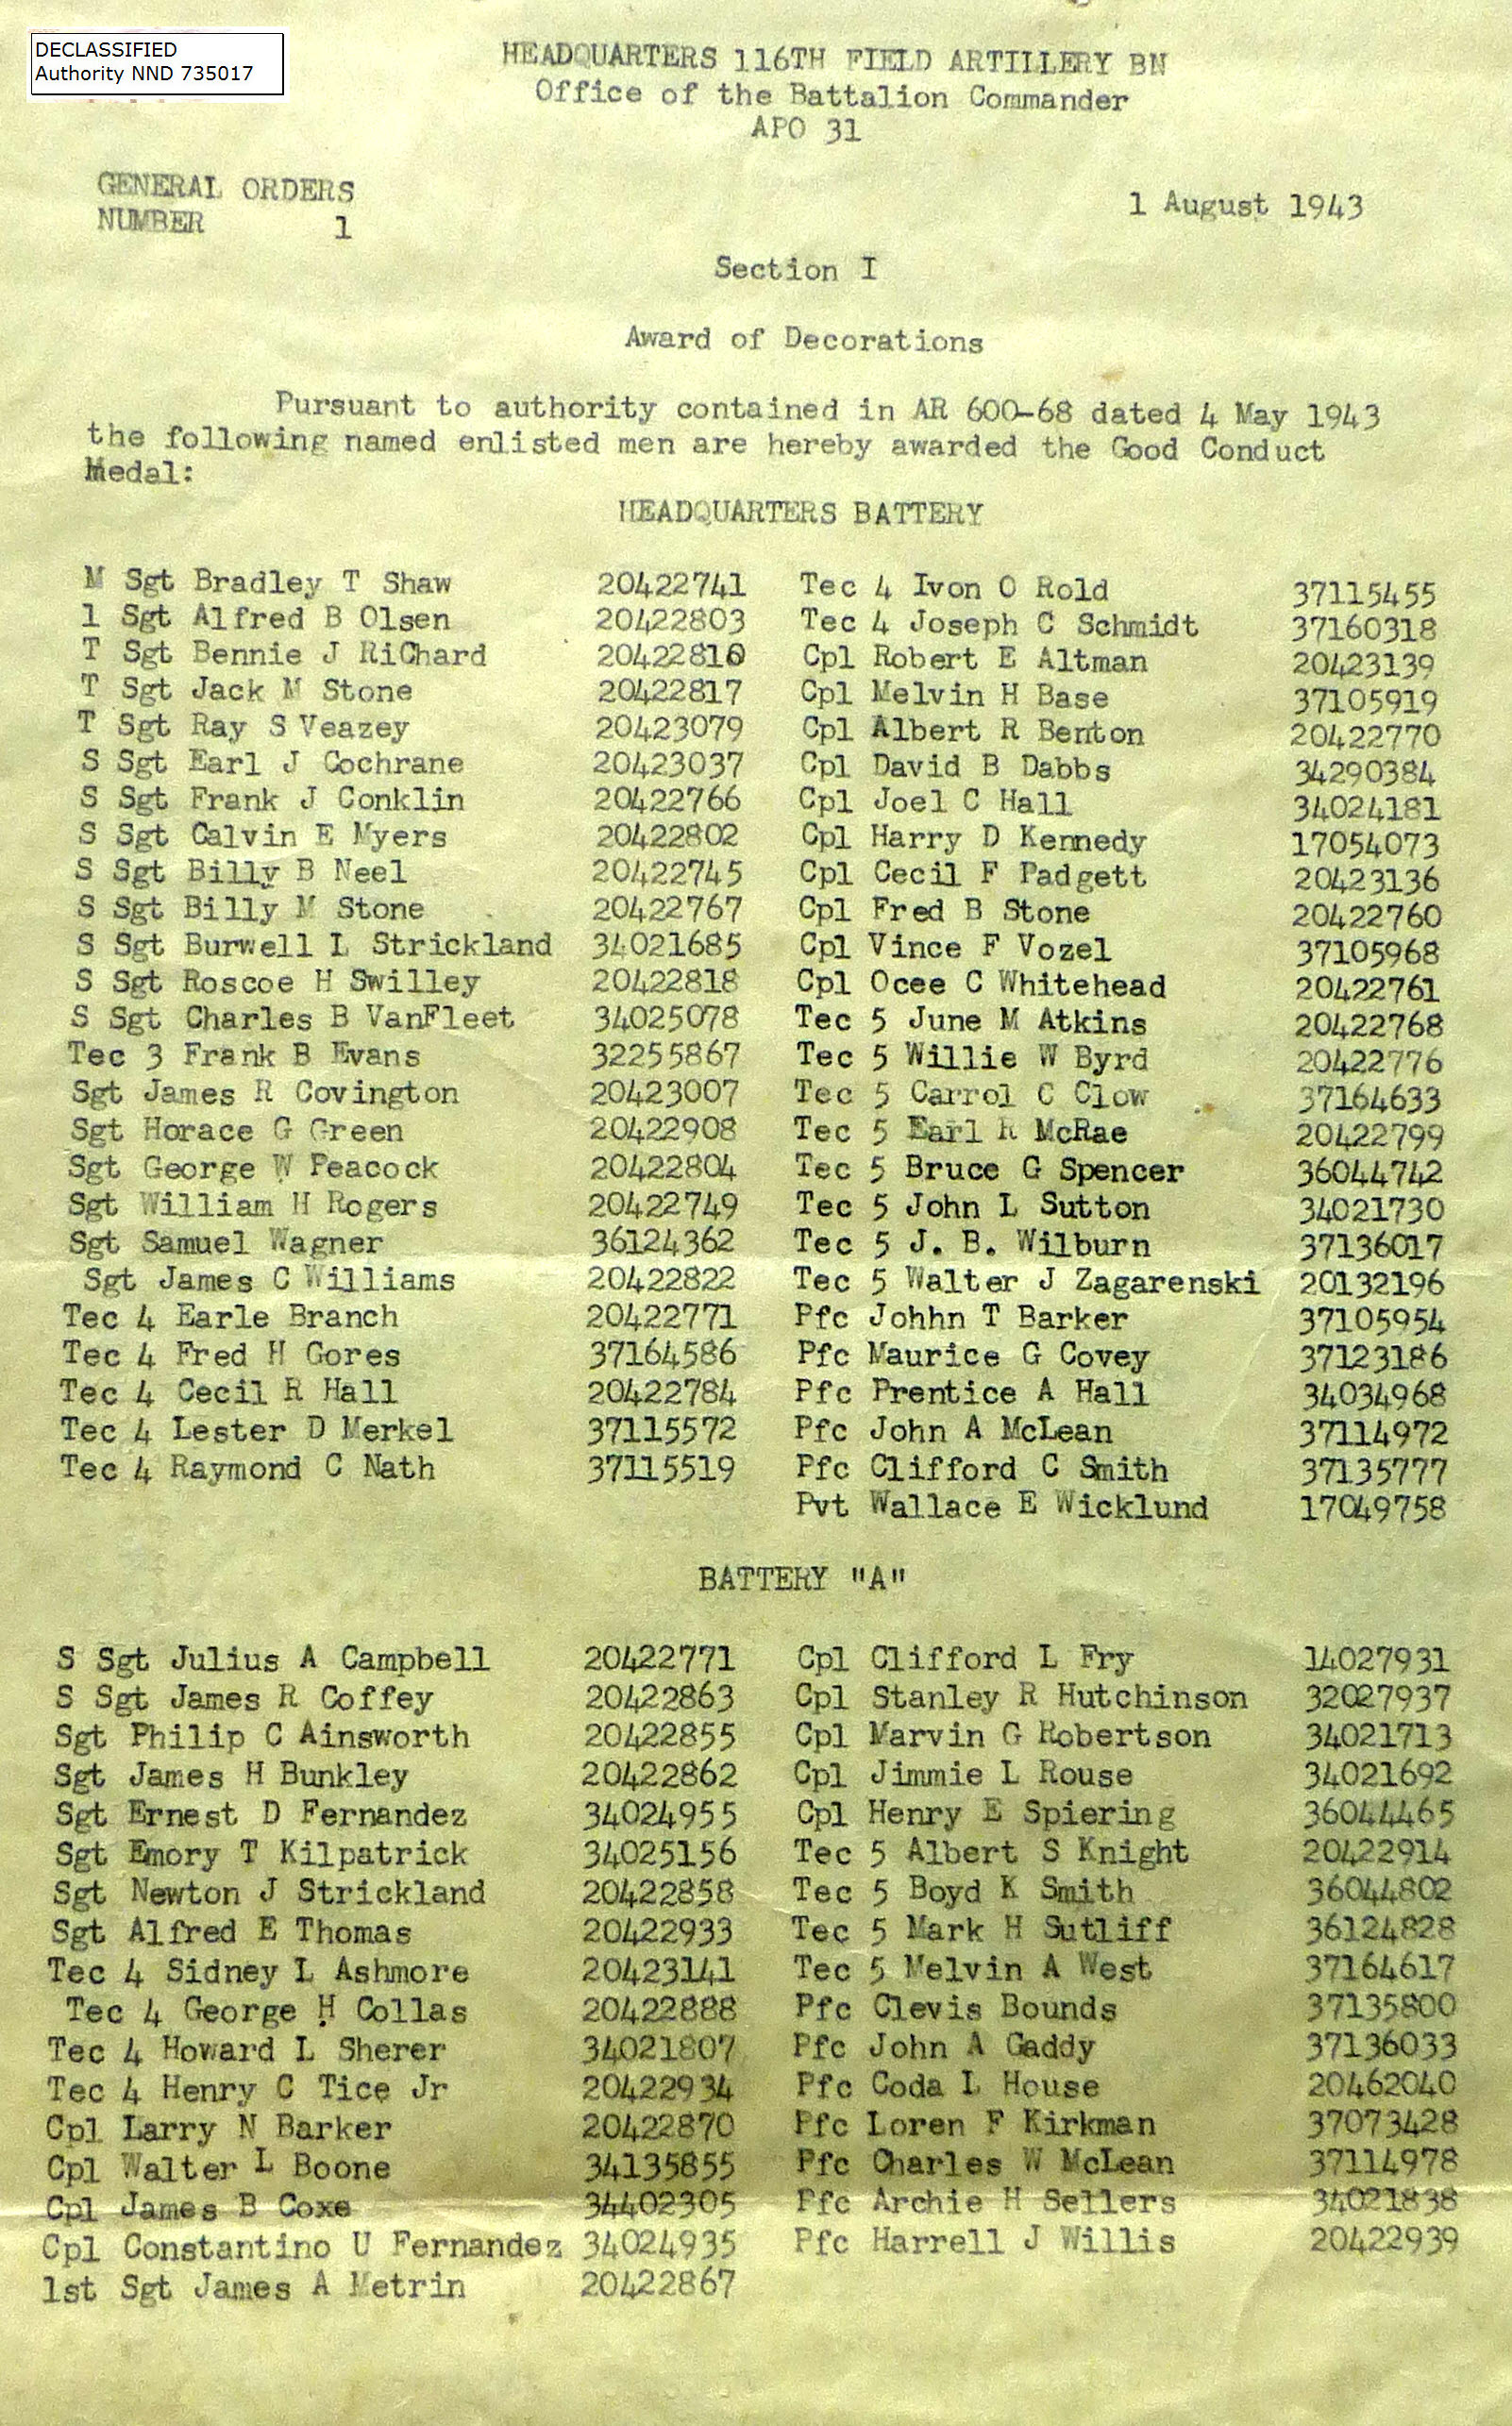 DECLASSIFIED
Authority NND 735017
HEADQUARTERS 116TH FIELD ARTILLERY BN
Office of the Battalion Commander
APO 31
GENERAL ORDERS
NUMBER 1
1 August 1943
Section I
Award of Decorations
Pursuant to authority contained in AR 600-68 dated 4 May 1943
the following named enlisted men are hereby awarded the Good Conduct
Medal:
HEADQUARTERS BATTERY
M Sgt Bradley T Shaw 20422741 Tec 4 Ivon O Rold 37115455
1 Sgt Alfred B Olsen 20422803 Tec 4 Joseph C Schmidt 37160318
T Sgt Bennie J RiChard 20422810 Cpl Robert E Altman 20423139
T Sgt Jack M Stone 20422817 Cpl Melvin H Base 37105919
T Sgt Ray S Veazey 20423079 Cpl Albert R Benton 20422770
S Sgt Earl J Cochrane 20423037 Cpl David B Dabbs 34290384
S Sgt Frank J Conklin 20422766 Cpl Joel C Hall 34024181
S Sgt Calvin E Myers 20422802 Cpl Harry D Kennedy 17054073
S Sgt Billy B Neel 20422745 Cpl Cecil F Padgett 20423136
S Sgt Billy M Stone 20422767 Cpl Fred B Stone 20422760
S Sgt Burwell L Strickland 34021685 Cpl Vince F Vozel 37105968
S Sgt Roscoe H Swilley 20422818 Cpl Ocee C Whitehead 20422761
S Sgt Charles B VanFleet 34025078 Tec 5 June M Atkins 20422768
Tec 3 Frank B Evans 32255867 Tec 5 Willie W Byrd 20422776
Sgt James R Covington 20423007 Tec 5 Carrol C Clow 37164633
Sgt Horace G Green 20422908 Tec 5 Earl R McRae 20422799
Sgt George W Peacock 20422804 Tec 5 Bruce G Spencer 36044742
Sgt William H Rogers 20422749 Tec 5 John L Sutton 34021730
Sgt Samuel Wagner 36124362 Tec 5 J. B. Wilburn 37136017
Sgt James C Williams 20422822 Tec 5 Walter J Zagarenski 20132196
Tec 4 Earle Branch 20422771 Pfc Johhn T Barker 37105954
Tec 4 Fred H Gores 37164586 Pfc Maurice G Covey 37123186
Tec 4 Cecil R Hall 20422784 Pfc Prentice A Hall 34034968
Tec 4 Lester D Merkel 37115572 Pfc John A McLean 37114972
Tec 4 Raymond C Nath 37115519 Pfc Clifford C Smith 37135777
Pvt Wallace E Wicklund 17049758
BATTERY "A"
S Sgt Julius A Campbell 20422771 Cpl Clifford L Fry 14027931
S Sgt James R Coffey 20422863 Cpl Stanley R Hutchinson 32027937
Sgt Philip C Ainsworth 20422855 Cpl Marvin G Robertson 34021713
Sgt James H Bunkley 20422862 Cpl Jimmie L Rouse 34021692
Sgt Ernest D Fernandez 34024955 Cpl Henry E Spiering 36044465
Sgt Emory T Kilpatrick 34025156 Tec 5 Albert S Knight 20422914
Sgt Newton J Strickland 20422858 Tec 5 Boyd K Smith 36044802
Sgt Alfred E Thomas 20422933 Tec 5 Mark H Sutliff 36124828
Tec 4 Sidney L Ashmore 20423141 Tec 5 Melvin A West 37164617
Tec 4 George H Collas 20422888 Pfc Clevis Bounds 37135800
Tec 4 Howard L Sherer 34021807 Pfc John A Gaddy 37136033
Tec 4 Henry C Tice Jr 20422934 Pfc Coda L House 20462040
Cpl Larry N Barker 20422870 Pfc Loren F Kirkman 37073428
Cpl Walter L Boone 34135855 Pfc Charles W McLean 37114978
Cpl James B Coxe 34402305 Pfc Archie H Sellers 34021838
Cpl Constantino U Fernandez 34024935 Pfc Harrell J Willis 20422939
1st Sgt James A Metrin 20422867